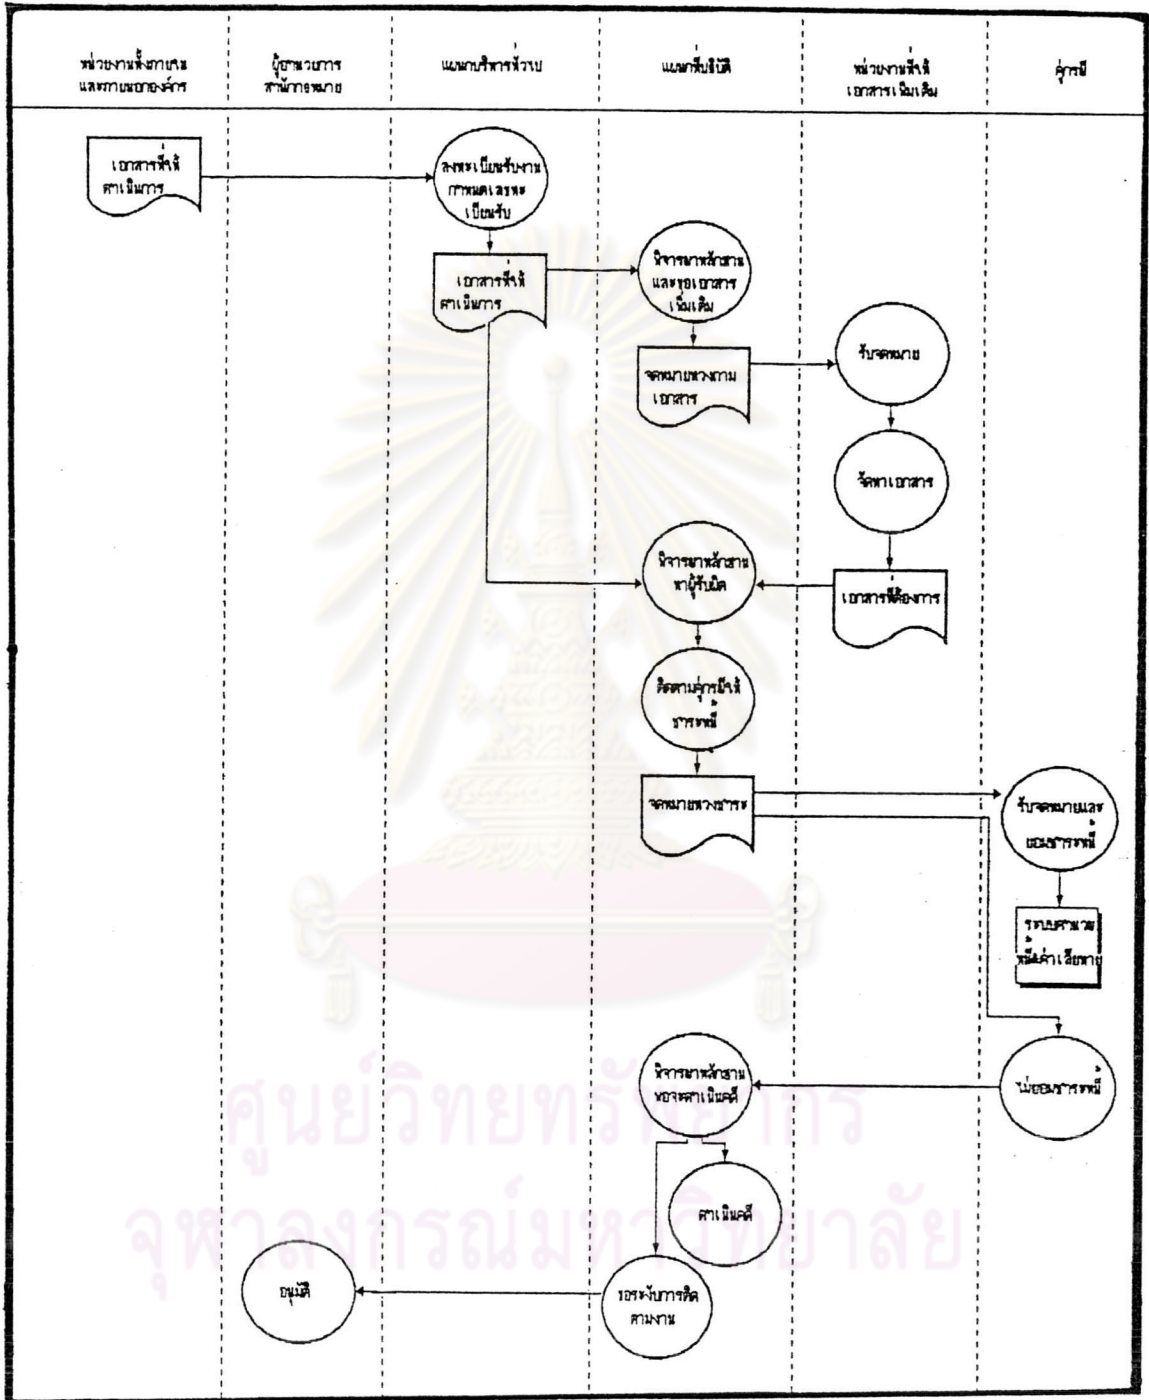 หน่วยงานทั้งภายใน
และภายนอกองค์กร
ผู้อำนวยการ
สำนักกฎหมาย
แผนกบริหารทั่วไป
แผนกที่ปฏิบัติ
หน่วยงานที่ให้
เอกสารเพิ่มเติม
คู่กรณี
เอกสารที่ให้
ดำเนินการ
ลงทะเบียนรับงาน
กำหนดเลขทะ
เบียนรับ
เอกสารที่ให้
ดำเนินการ
พิจารณาหลักฐาน
และขอเอกสาร
เพิ่มเติม
จดหมายทวงถาม
เอกสาร
รับจดหมาย
จัดหาเอกสาร
เอกสารที่ต้องการ
พิจารณาหลักฐาน
หาผู้รับผิด
ติดตามคู่กรณีให้
ชำระหนี้
จดหมายทวงชำระ
รับจดหมายและ
ยอมชำระหนี้
ระบบคำนวณ
หนี้&ค่าเสียหาย
ไม่ยอมชำระหนี้
พิจารณาหลักฐาน
พอจะดำเนินคดี
ดำเนินคดี
ขอระงับการติด
ตามงาน
อนุมัติ
ศูนย์วิทยทรัพยากร
จุฬาลงกรณ์มหาวิทยาลัย